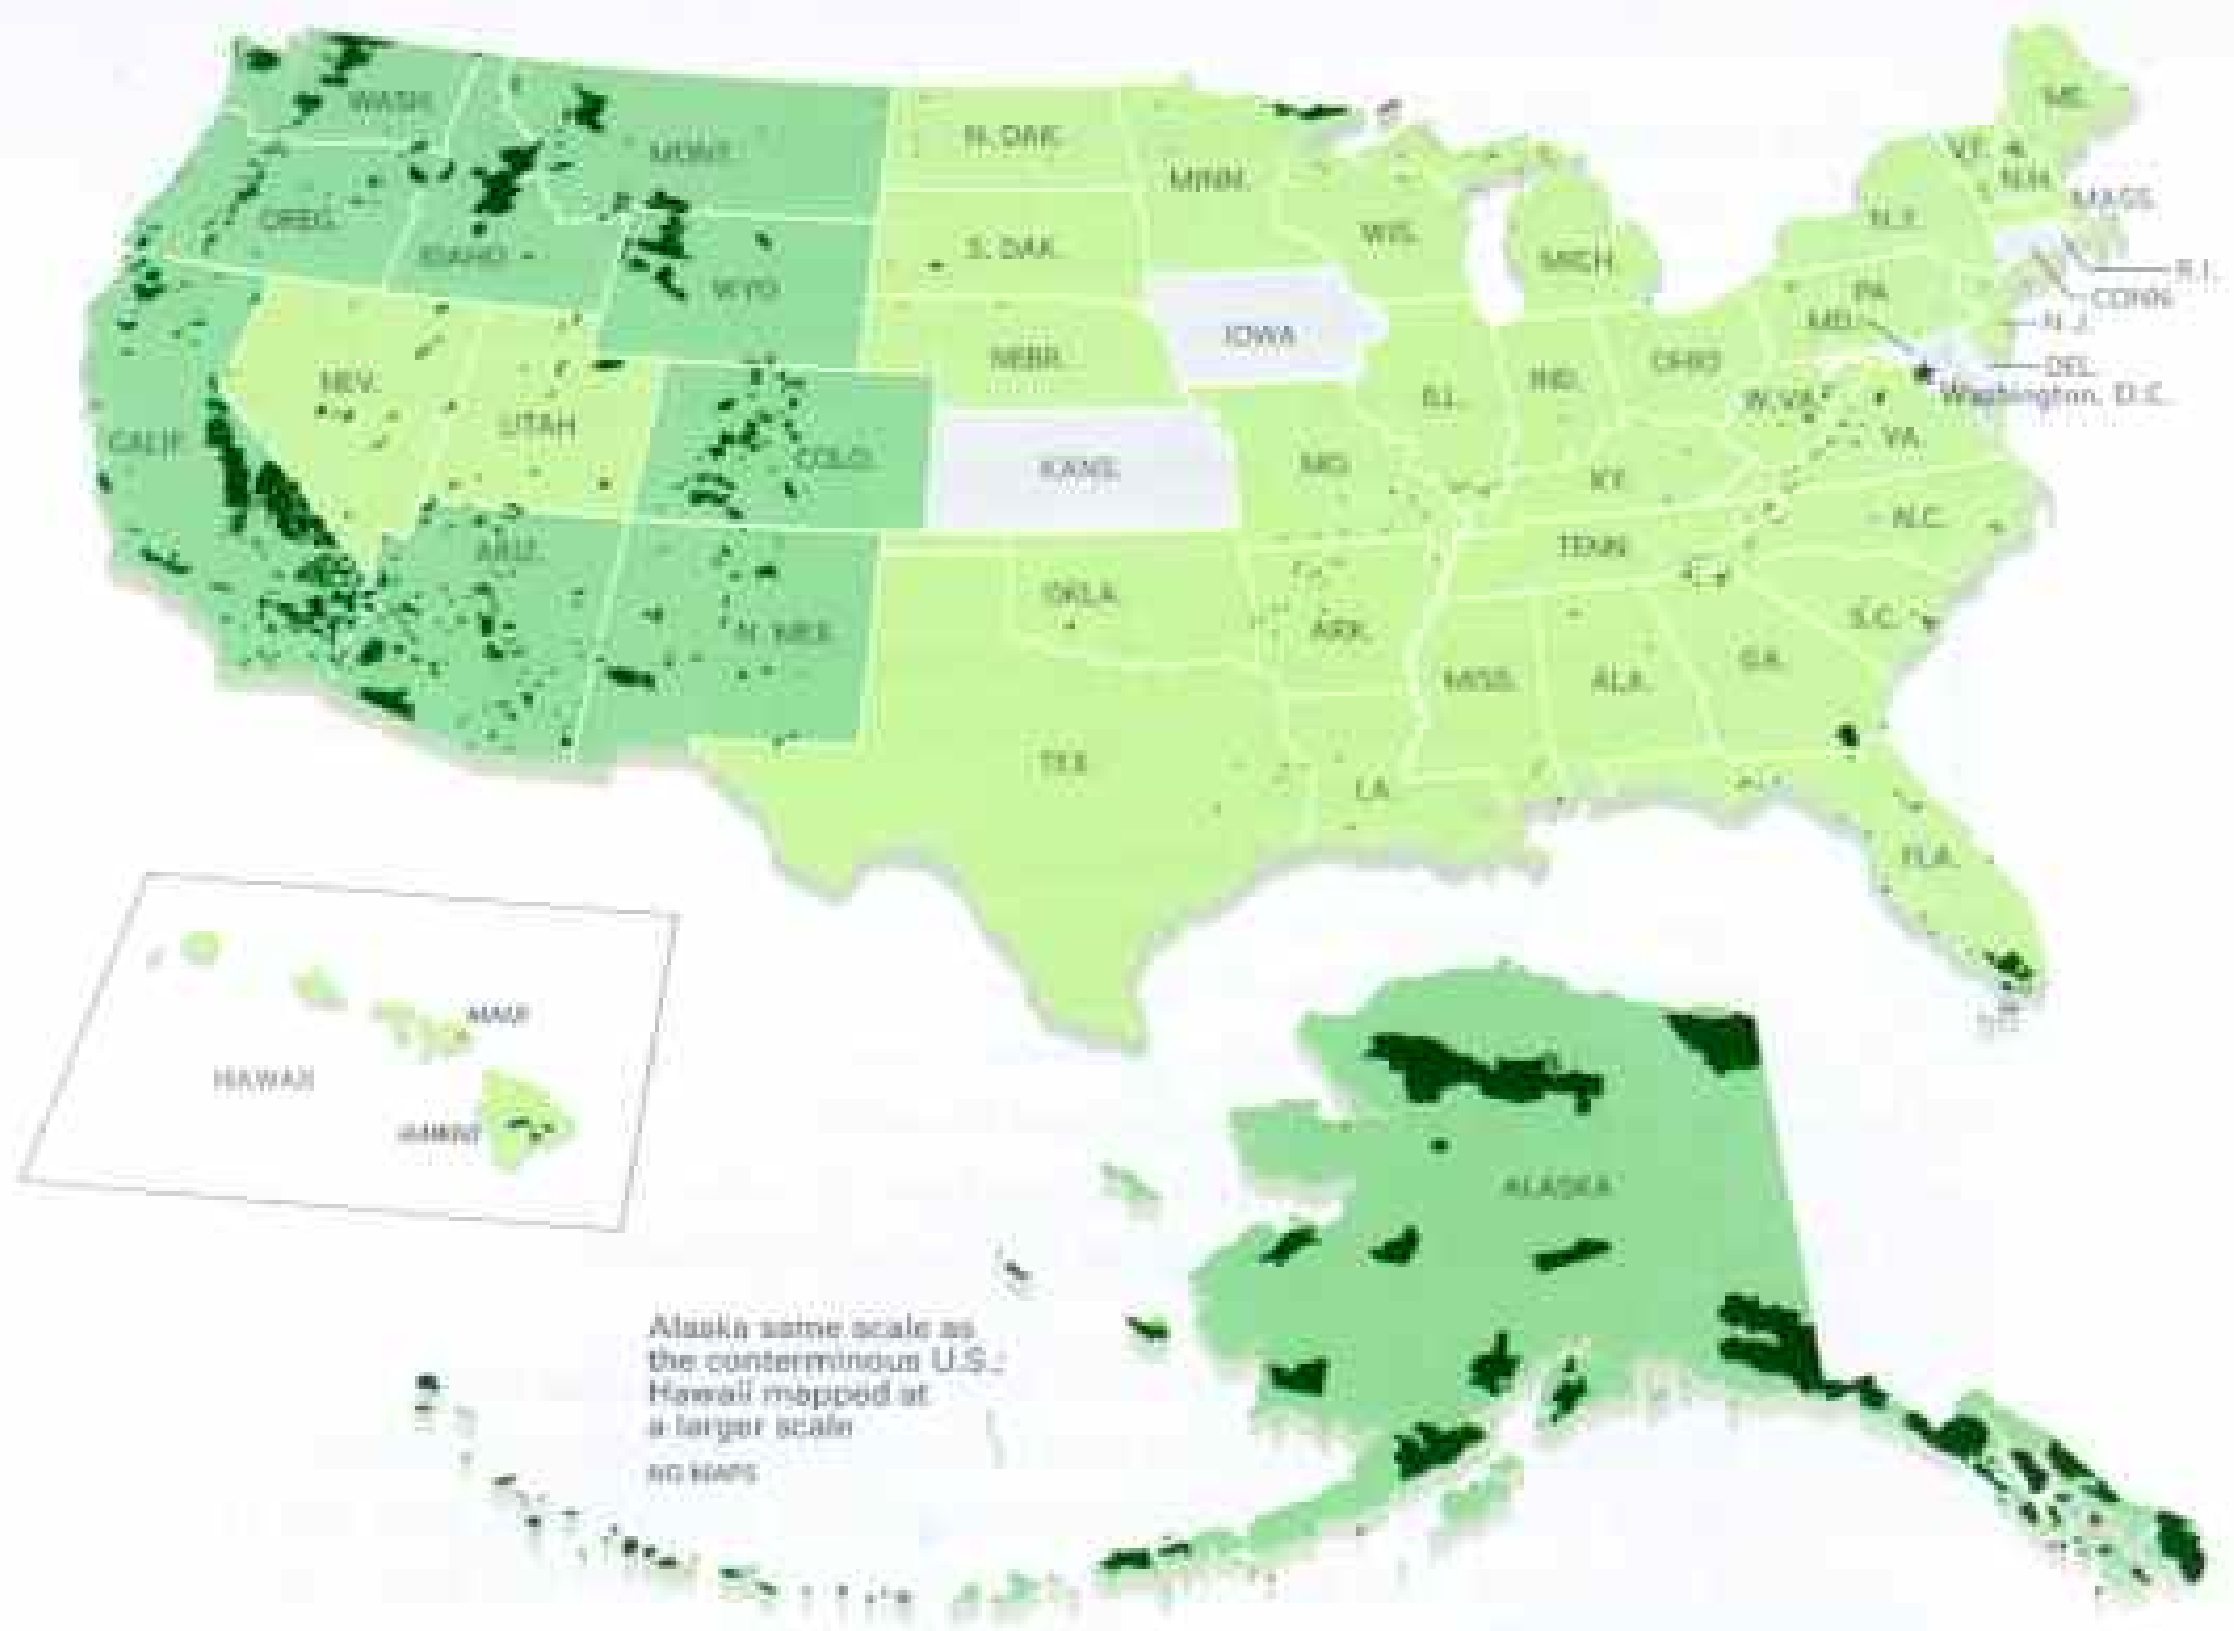 WASH.
MONT.
N. DAK.
MINN.
ME.
VT.
N.H.
MASS.
OREG.
IDAHO
S. DAK.
WIS.
MICH.
N.Y.
R.I.
CONN.
WYO.
PA.
N.J.
MD.
IOWA
NEBR.
OHIO
IND.
DEL.
NEV.
ILL.
W.VA.
Washington, D.C.
UTAH
CALIF.
COLO.
KANS.
MO.
VA.
KY.
N.C.
ARIZ.
TENN.
OKLA.
N. MEX.
ARK.
S.C.
MISS.
ALA.
GA.
TEX.
LA.
FLA.
MAUI
HAWAII
HAWAII
ALASKA
Alaska same scale as
the conterminous U.S.;
Hawaii mapped at
a larger scale
NG MAPS